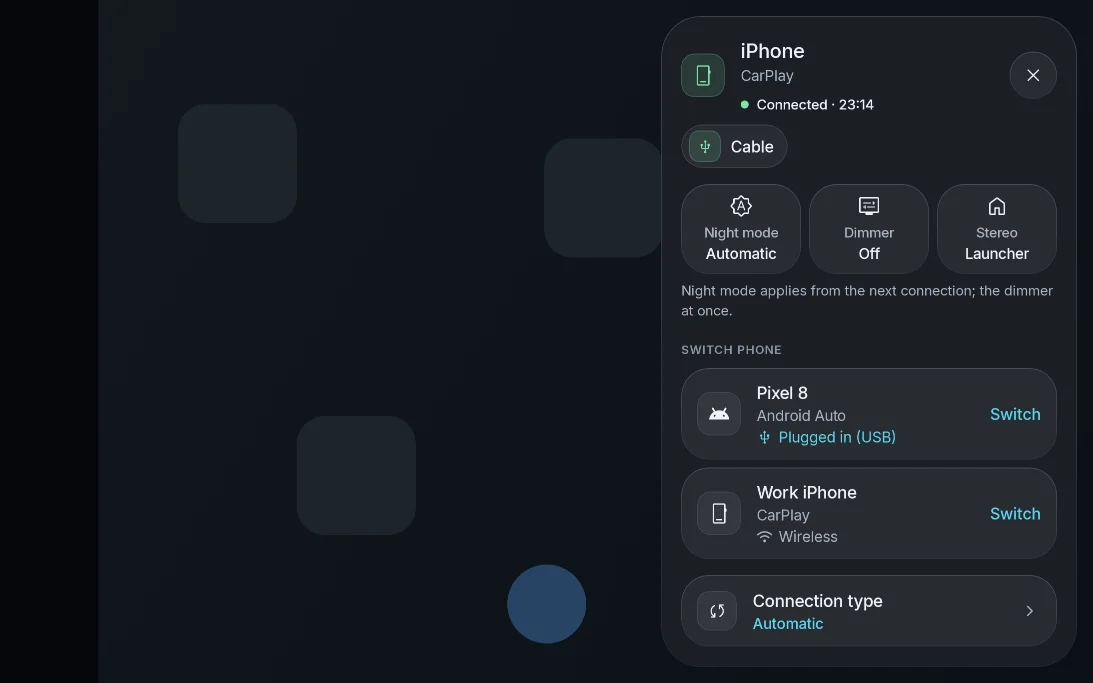 iPhone
CarPlay
Connected · 23:14
Cable
Night mode
Automatic
Dimmer
Off
Stereo
Launcher
Night mode applies from the next connection; the dimmer
at once.
SWITCH PHONE
Pixel 8
Android Auto
Plugged in (USB)
Switch
Work iPhone
CarPlay
Wireless
Switch
Connection type
Automatic